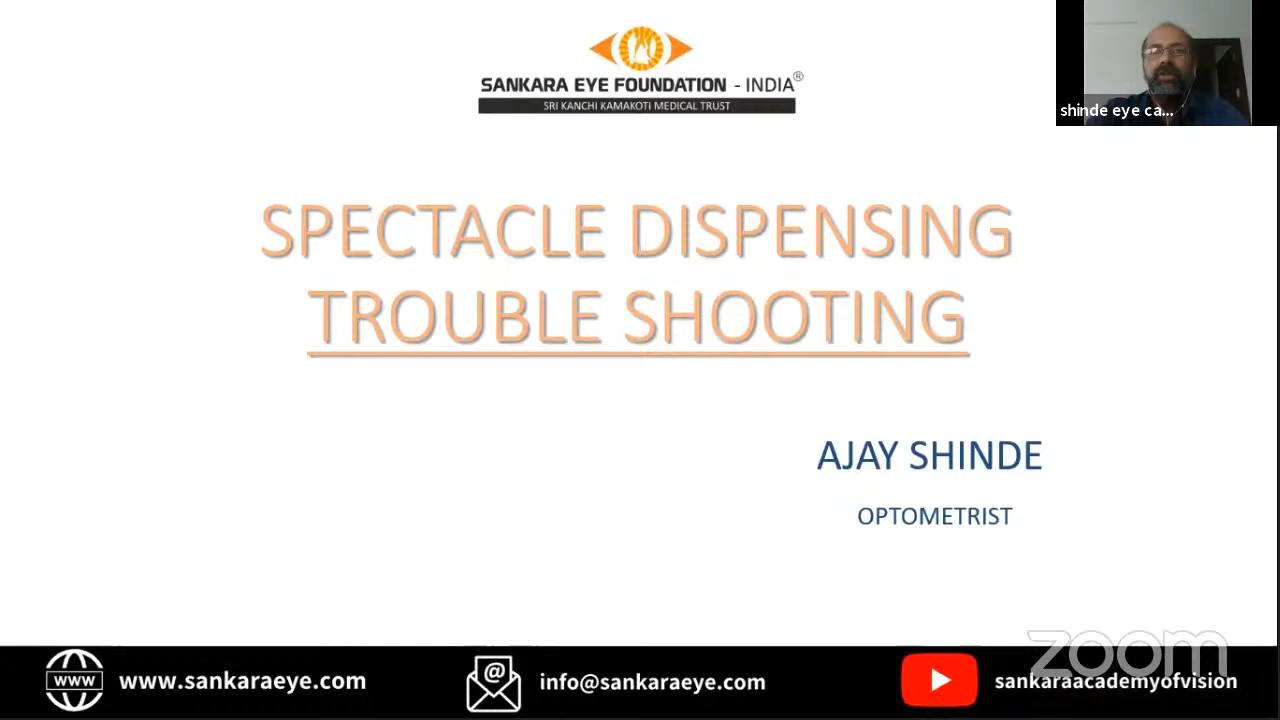 SANKARA EYE FOUNDATION - INDIA®
SRI KANCHI KAMAKOTI MEDICAL TRUST
shinde eye ca...
SPECTACLE DISPENSING
TROUBLE SHOOTING
AJAY SHINDE
OPTOMETRIST
zoom
www
www.sankaraeye.com
@
info@sankaraeye.com
sankaraacademyofvision